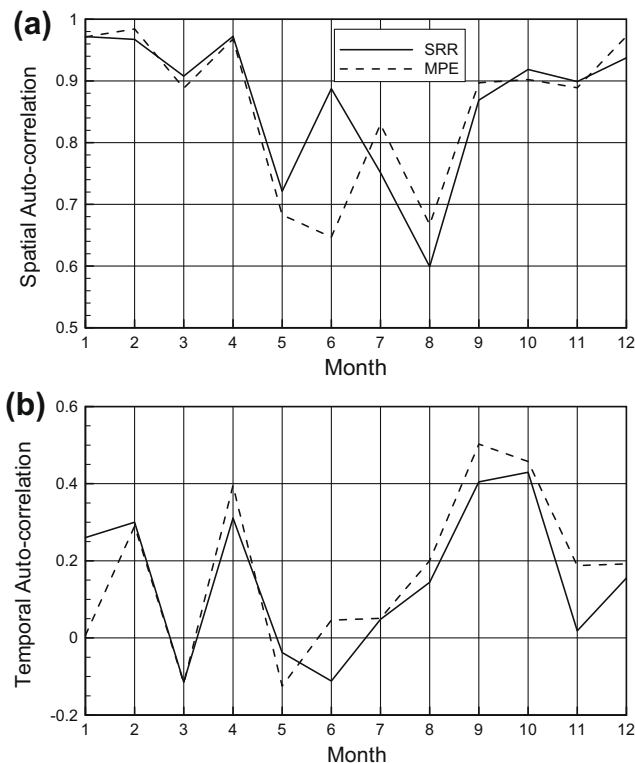 (a)
1
0.9
0.8
0.7
0.6
0.5
Spatial Auto-correlation
SRR
MPE
1 2 3 4 5 6 7 8 9 10 11 12
Month
(b)
0.6
0.4
0.2
0
-0.2
Temporal Auto-correlation
1 2 3 4 5 6 7 8 9 10 11 12
Month